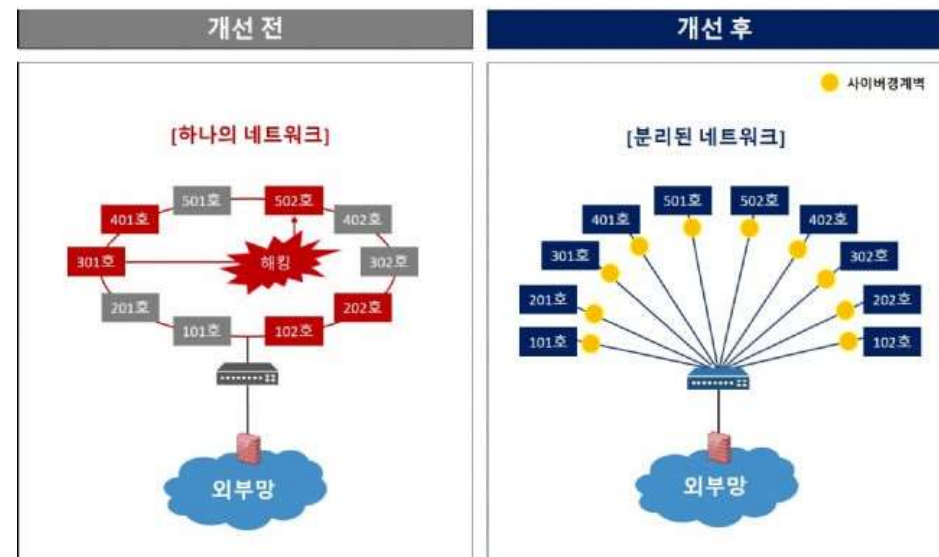 개선 전
[하나의 네트워크]
501호
502호
401호
402호
301호
해킹
302호
201호
202호
101호
102호
외부망
개선 후
사이버경계벽
[분리된 네트워크]
501호
502호
401호
402호
301호
302호
201호
202호
101호
102호
외부망